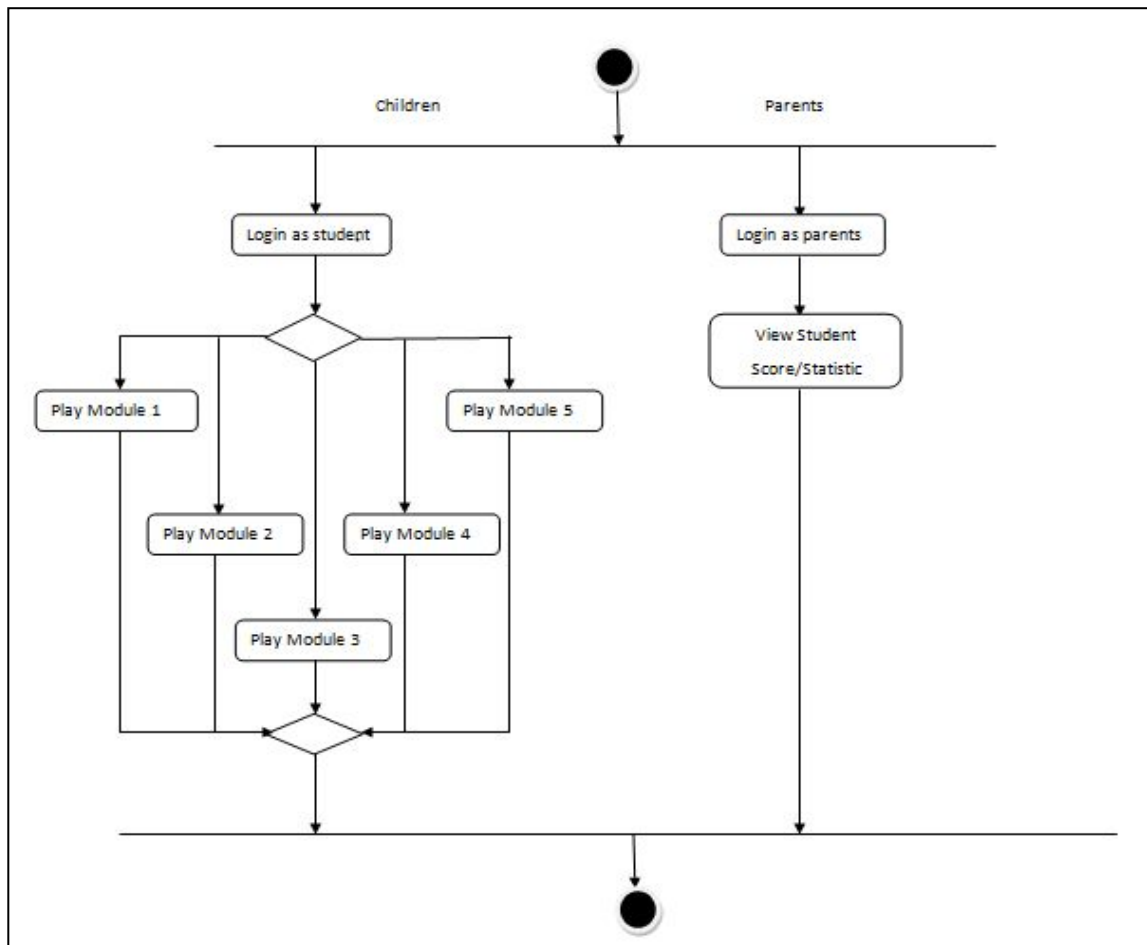 Children
Parents
Login as student
Login as parents
View Student
Score/Statistic
Play Module 1
Play Module 5
Play Module 2
Play Module 4
Play Module 3